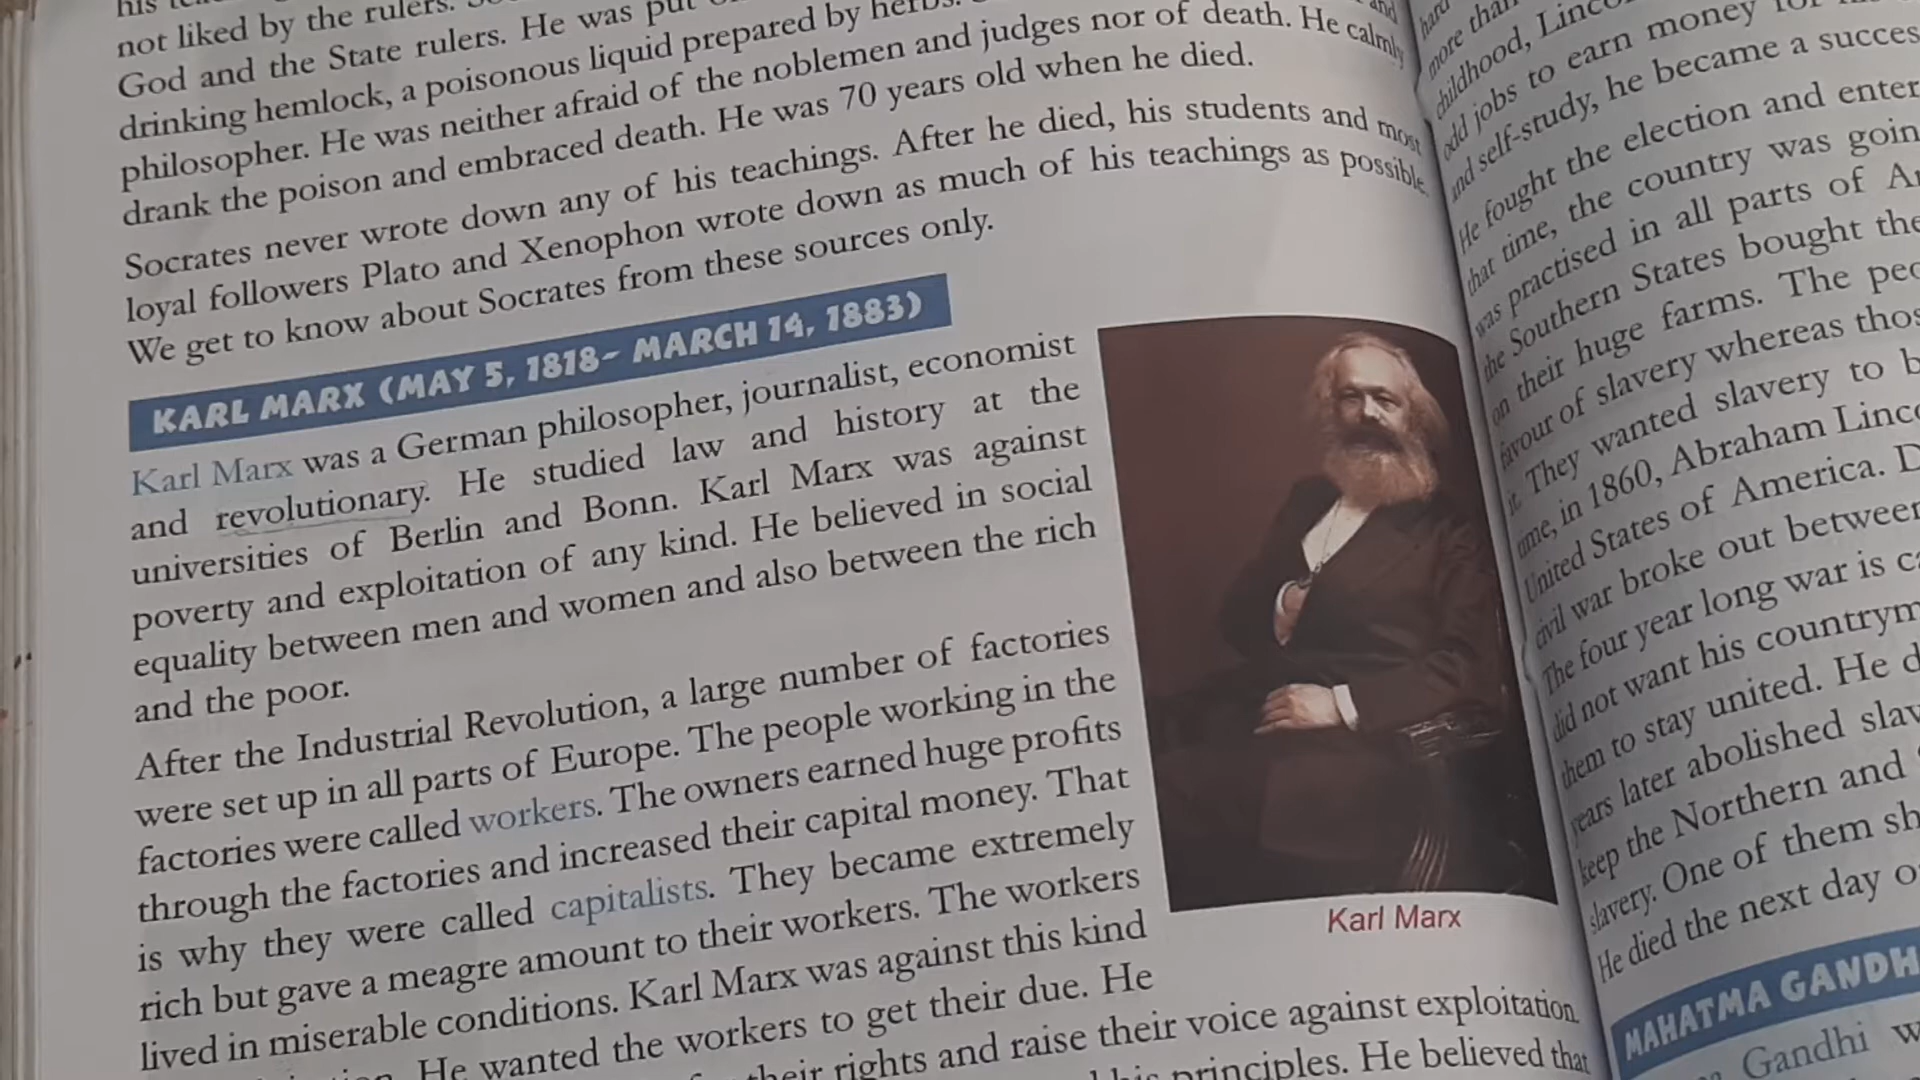 not liked by the rulers.
God and the State rulers. He was put
drinking hemlock, a poisonous liquid prepared by herbs.
philosopher. He was neither afraid of the noblemen and judges nor of death. He calmly
drank the poison and embraced death. He was 70 years old when he died.
Socrates never wrote down any of his teachings. After he died, his students and most
loyal followers Plato and Xenophon wrote down as much of his teachings as possible.
We get to know about Socrates from these sources only.
KARL MARX (MAY 5, 1818- MARCH 14, 1883)
Karl Marx was a German philosopher, journalist, economist
and revolutionary. He studied law and history at the
universities of Berlin and Bonn. Karl Marx was against
poverty and exploitation of any kind. He believed in social
equality between men and women and also between the rich
and the poor.
After the Industrial Revolution, a large number of factories
were set up in all parts of Europe. The people working in the
factories were called workers. The owners earned huge profits
through the factories and increased their capital money. That
is why they were called capitalists. They became extremely
rich but gave a meagre amount to their workers. The workers
lived in miserable conditions. Karl Marx was against this kind
He wanted the workers to get their due. He
their rights and raise their voice against exploitation.
principles. He believed that
Karl Marx
hard
more than
childhood,
odd jobs to earn money
and self-study, he became a
He fought the election and
that time, the country was
was practised in all parts of
the Southern States bought the
on their huge farms. The
favour of slavery whereas
it. They wanted slavery to
time, in 1860, Abraham
United States of America.
civil war broke out between
The four year long war is
did not want his
them to stay united. He
years later abolished
keep the Northern and
slavery. One of them
He died the next day
MAHATMA
Gandhi